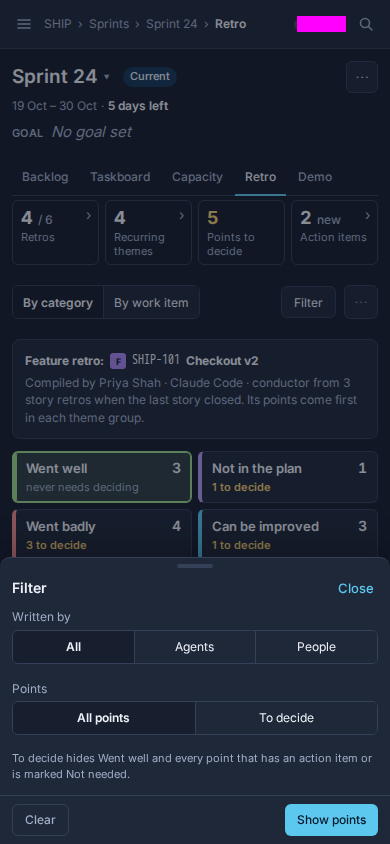 SHIP › Sprints › Sprint 24 › Retro
Sprint 24 ▾ Current ...
19 Oct – 30 Oct · 5 days left
GOAL No goal set
Backlog Taskboard Capacity Retro Demo
4 / 6 › 4 › 5 2 new ›
Retros Recurring themes Points to decide Action items
By category By work item Filter ...
Feature retro: F SHIP-101 Checkout v2
Compiled by Priya Shah · Claude Code · conductor from 3
story retros when the last story closed. Its points come first
in each theme group.
Went well 3 Not in the plan 1
never needs deciding 1 to decide
Went badly 4 Can be improved 3
3 to decide 1 to decide
Filter Close
Written by
All Agents People
Points
All points To decide
To decide hides Went well and every point that has an action item or
is marked Not needed.
Clear Show points